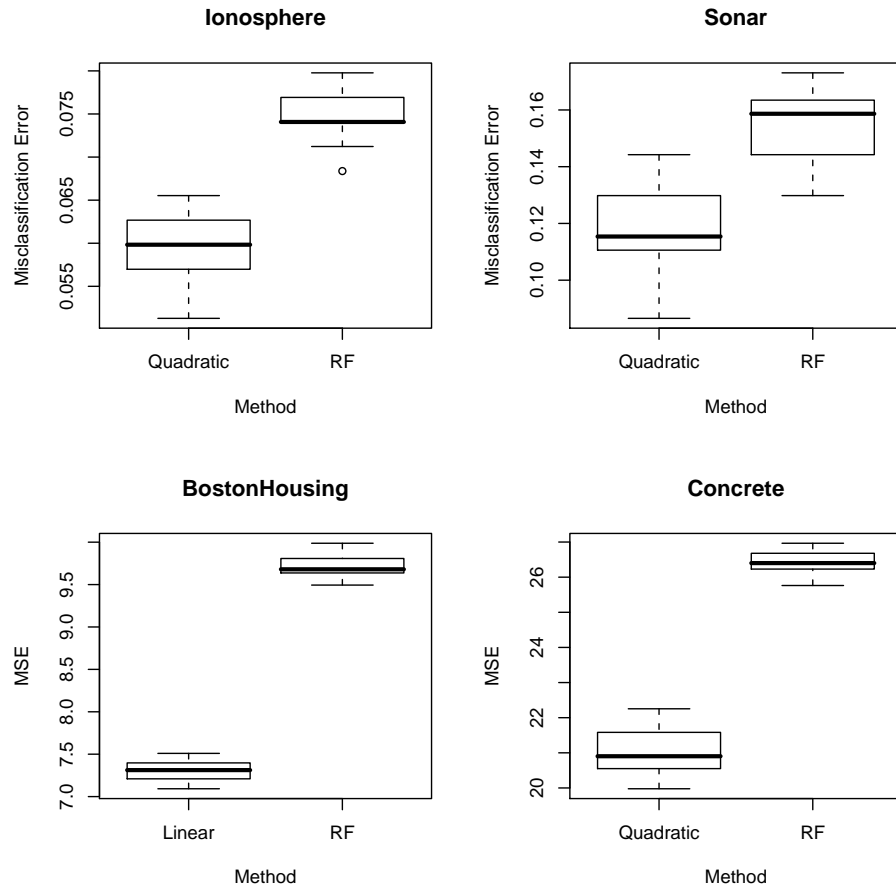 Ionosphere
Misclassification Error
0.055
0.065
0.075
Quadratic
RF
Method
Sonar
Misclassification Error
0.10
0.12
0.14
0.16
Quadratic
RF
Method
BostonHousing
MSE
7.0
7.5
8.0
8.5
9.0
9.5
Linear
RF
Method
Concrete
MSE
20
22
24
26
Quadratic
RF
Method